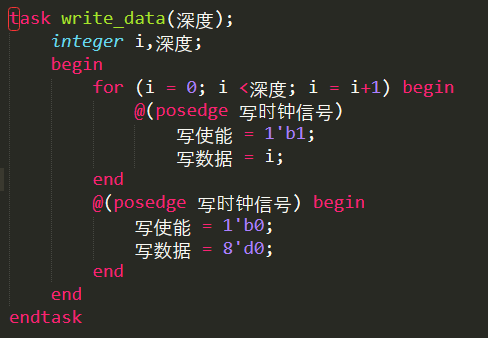 task write_data(深度);
    integer i,深度;
    begin
        for (i = 0; i <深度; i = i+1) begin
            @(posedge 写时钟信号)
                写使能 = 1'b1;
                写数据 = i;
        end
        @(posedge 写时钟信号) begin
            写使能 = 1'b0;
            写数据 = 8'd0;
        end
    end
endtask